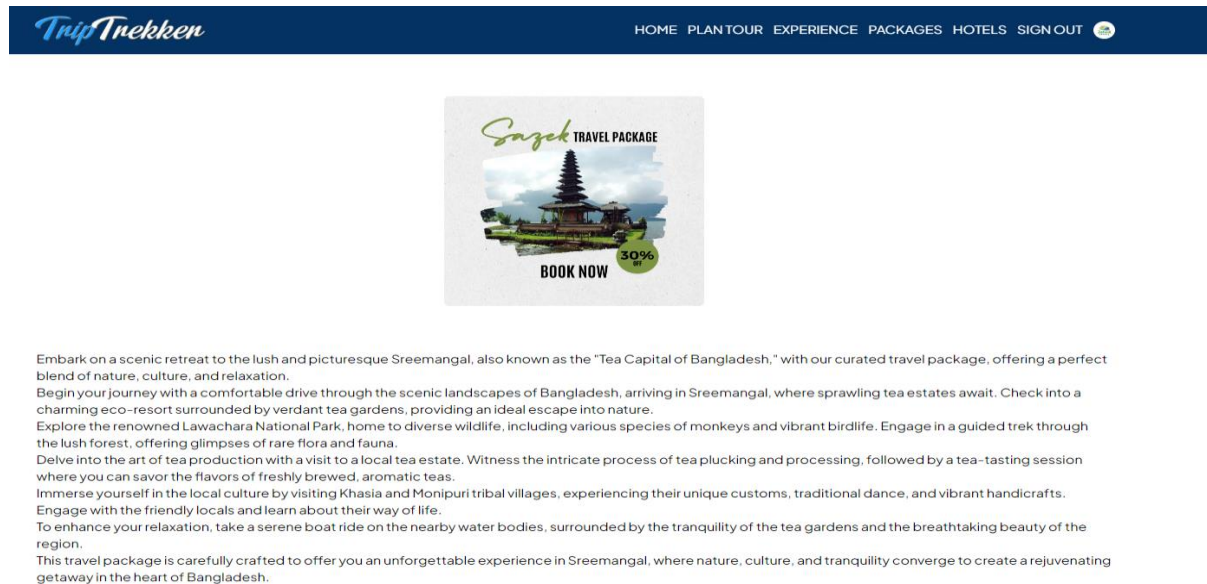 TripTrekken
HOME PLAN TOUR EXPERIENCE PACKAGES HOTELS SIGN OUT
Sazek TRAVEL PACKAGE
30%
OFF
BOOK NOW
Embark on a scenic retreat to the lush and picturesque Sreemangal, also known as the "Tea Capital of Bangladesh," with our curated travel package, offering a perfect
blend of nature, culture, and relaxation.
Begin your journey with a comfortable drive through the scenic landscapes of Bangladesh, arriving in Sreemangal, where sprawling tea estates await. Check into a
charming eco-resort surrounded by verdant tea gardens, providing an ideal escape into nature.
Explore the renowned Lawachara National Park, home to diverse wildlife, including various species of monkeys and vibrant birdlife. Engage in a guided trek through
the lush forest, offering glimpses of rare flora and fauna.
Delve into the art of tea production with a visit to a local tea estate. Witness the intricate process of tea plucking and processing, followed by a tea-tasting session
where you can savor the flavors of freshly brewed, aromatic teas.
Immerse yourself in the local culture by visiting Khasia and Monipuri tribal villages, experiencing their unique customs, traditional dance, and vibrant handicrafts.
Engage with the friendly locals and learn about their way of life.
To enhance your relaxation, take a serene boat ride on the nearby water bodies, surrounded by the tranquility of the tea gardens and the breathtaking beauty of the
region.
This travel package is carefully crafted to offer you an unforgettable experience in Sreemangal, where nature, culture, and tranquility converge to create a rejuvenating
getaway in the heart of Bangladesh.